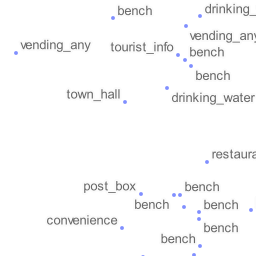 bench
drinking_
vending_any
vending_any
tourist_info
bench
bench
town_hall
drinking_water
restaura
post_box
bench
bench
bench
convenience
bench
bench